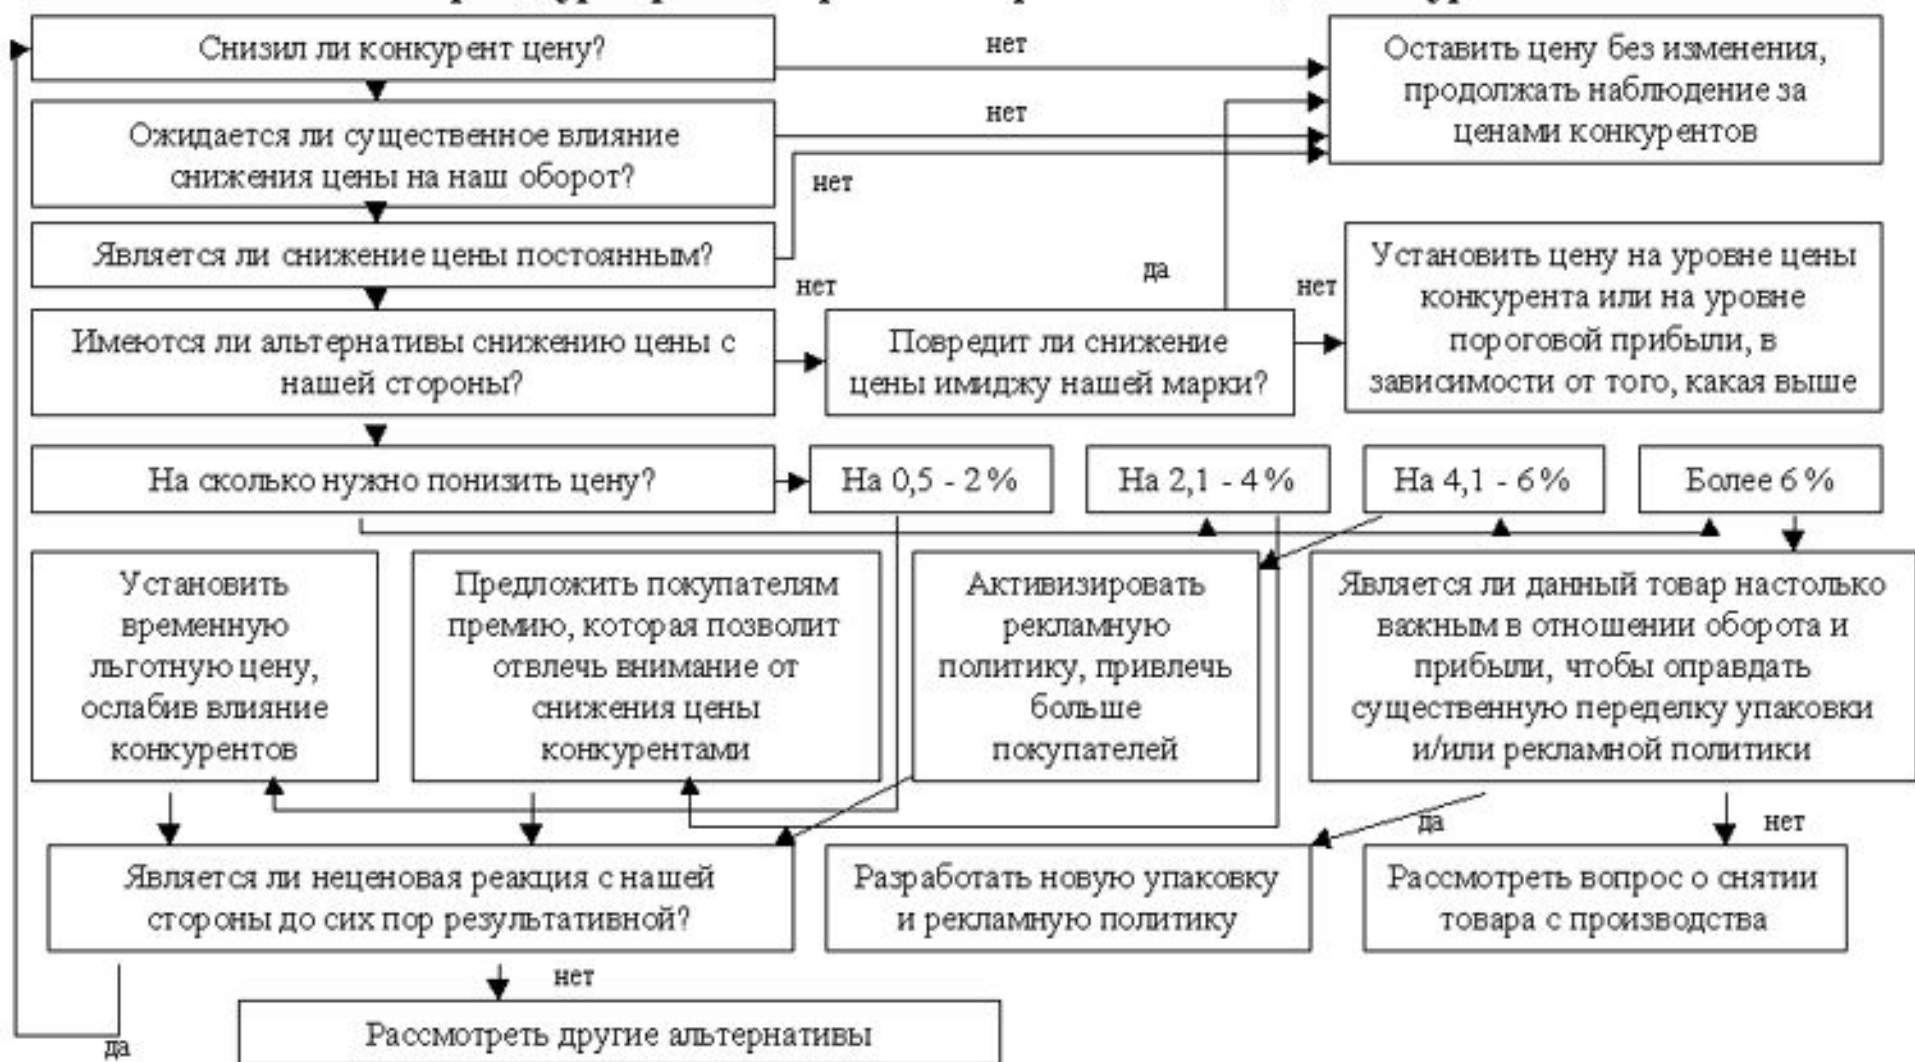 Снизил ли конкурент цену?
нет
Оставить цену без изменения,
продолжать наблюдение за
ценами конкурентов
Ожидается ли существенное влияние
снижения цены на наш оборот?
нет
нет
Является ли снижение цены постоянным?
нет
да
нет
Установить цену на уровне цены
конкурента или на уровне
пороговой прибыли, в
зависимости от того, какая выше
Имеются ли альтернативы снижению цены с
нашей стороны?
Повредит ли снижение
цены имиджу нашей марки?
На сколько нужно понизить цену?
На 0,5 - 2 %
На 2,1 - 4 %
На 4,1 - 6 %
Более 6 %
Установить
временную
льготную цену,
ослабив влияние
конкурентов
Предложить покупателям
премию, которая позволит
отвлечь внимание от
снижения цены
конкурентами
Активизировать
рекламную
политику, привлечь
больше
покупателей
Является ли данный товар настолько
важным в отношении оборота и
прибыли, чтобы оправдать
существенную переделку упаковки
и/или рекламной политики
да
нет
Является ли неценовая реакция с нашей
стороны до сих пор результативной?
Разработать новую упаковку
и рекламную политику
Рассмотреть вопрос о снятии
товара с производства
нет
Рассмотреть другие альтернативы
да